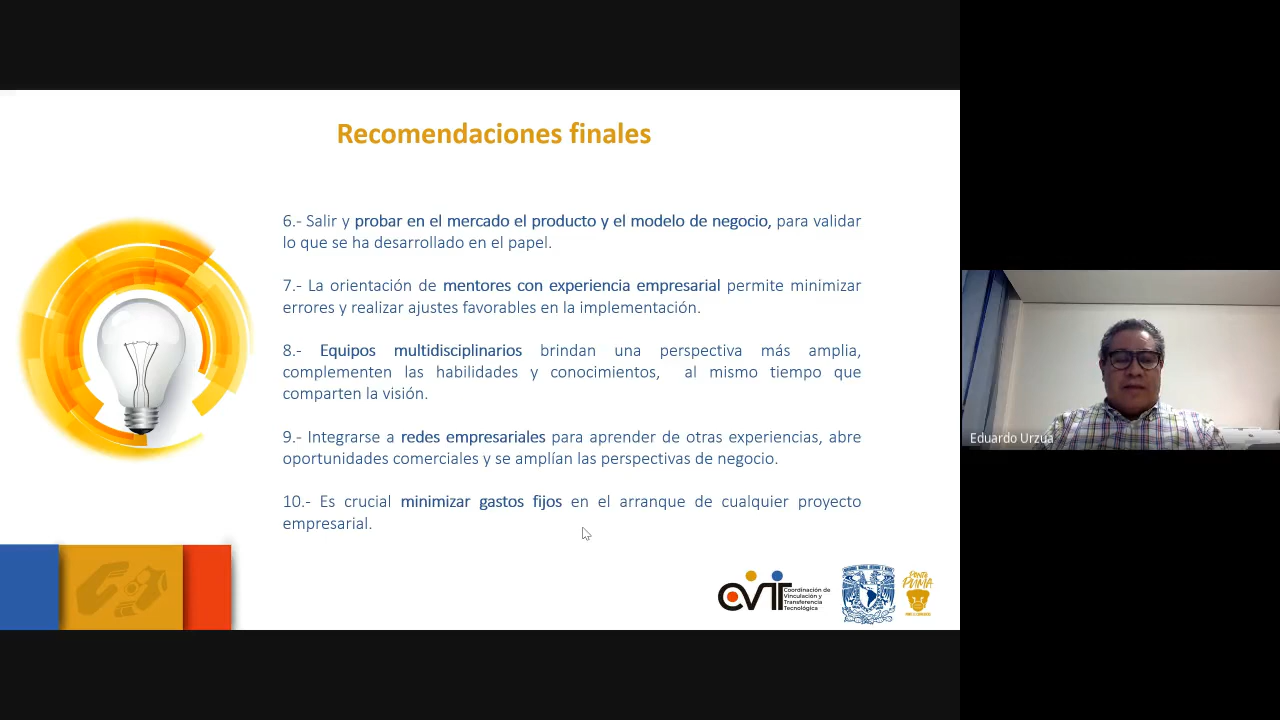 Recomendaciones finales
6.- Salir y probar en el mercado el producto y el modelo de negocio, para validar
lo que se ha desarrollado en el papel.
7.- La orientación de mentores con experiencia empresarial permite minimizar
errores y realizar ajustes favorables en la implementación.
8.- Equipos multidisciplinarios brindan una perspectiva más amplia,
complementen las habilidades y conocimientos, al mismo tiempo que
comparten la visión.
9.- Integrarse a redes empresariales para aprender de otras experiencias, abre
oportunidades comerciales y se amplían las perspectivas de negocio.
10.- Es crucial minimizar gastos fijos en el arranque de cualquier proyecto
empresarial.
CVTT
Coordinación de
Vinculación y
Transferencia
Tecnológica
PONTE
PUMA
Eduardo Urzua